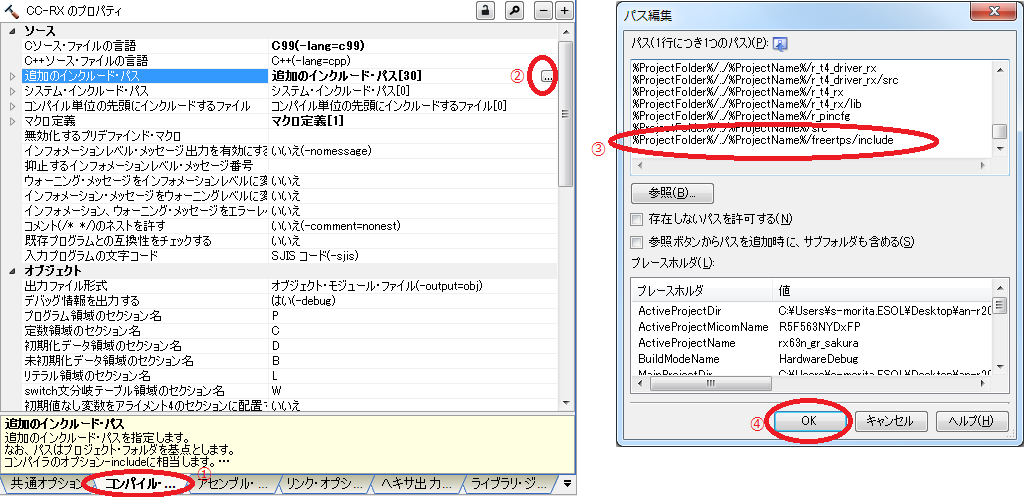 CC-RX のプロパティ
ソース
Cソース・ファイルの言語 C99(-lang=c99)
C++ソース・ファイルの言語 C++(-lang=cpp)
追加のインクルード・パス 追加のインクルード・パス[30]
②
...
システム・インクルード・パス システム・インクルード・パス[0]
コンパイル単位の先頭にインクルードするファイル コンパイル単位の先頭にインクルードするファイル[0]
マクロ定義 マクロ定義[1]
無効化するプリデファインド・マクロ
インフォメーションレベル・メッセージ出力を有効にす いいえ(-nomessage)
抑止するインフォメーションレベル・メッセージ番号
ウォーニング・メッセージをインフォメーションレベルに変 いいえ
インフォメーション・メッセージをウォーニングレベルに変 いいえ
インフォメーション、ウォーニング・メッセージをエラーレ いいえ
コメント(/* */)のネストを許す いいえ(-comment=nonest)
既存プログラムとの互換性をチェックする いいえ
入力プログラムの文字コード SJISコード(-sjis)
オブジェクト
出力ファイル形式 オブジェクト・モジュール・ファイル(-output=obj)
デバッグ情報を出力する はい(-debug)
プログラム領域のセクション名 P
定数領域のセクション名 C
初期化データ領域のセクション名 D
未初期化データ領域のセクション名 B
リテラル領域のセクション名 L
switch文分岐テーブル領域のセクション名 W
初期値なし変数をアライメント4のセクションに配置 いいえ
追加のインクルード・パス
追加のインクルード・パスを指定します。
なお、パスはプロジェクト・フォルダを基点とします。
コンパイラのオプション-includeに相当します。…
①
共通オプション
コンパイル・...
アセンブル・...
リンク・オプシ...
ヘキサ出力...
ライブラリ・ジ...
パス編集
パス(1行につき1つのパス)(P):
%ProjectFolder%/../%ProjectName%/r_t4_driver_rx
%ProjectFolder%/../%ProjectName%/r_t4_driver_rx/src
%ProjectFolder%/../%ProjectName%/r_t4_rx
%ProjectFolder%/../%ProjectName%/r_t4_rx/lib
%ProjectFolder%/../%ProjectName%/r_pincfg
%ProjectFolder%/../%ProjectName%/src
%ProjectFolder%/../%ProjectName%/freertps/include
③
参照(B)...
存在しないパスを許可する(N)
参照ボタンからパスを追加時に、サブフォルダも含める(S)
プレースホルダ(L):
プレースホルダ 値
ActiveProjectDir C:\Users\s-morita.ESOL\Desktop\an-r20
ActiveProjectMicomName R5F563NYDxFP
ActiveProjectName rx63n_gr_sakura
BuildModeName HardwareDebug
MainProjectDir C:\Users\s-morita.ESOL\Desktop\an-r20
④
OK
キャンセル
ヘルプ(H)